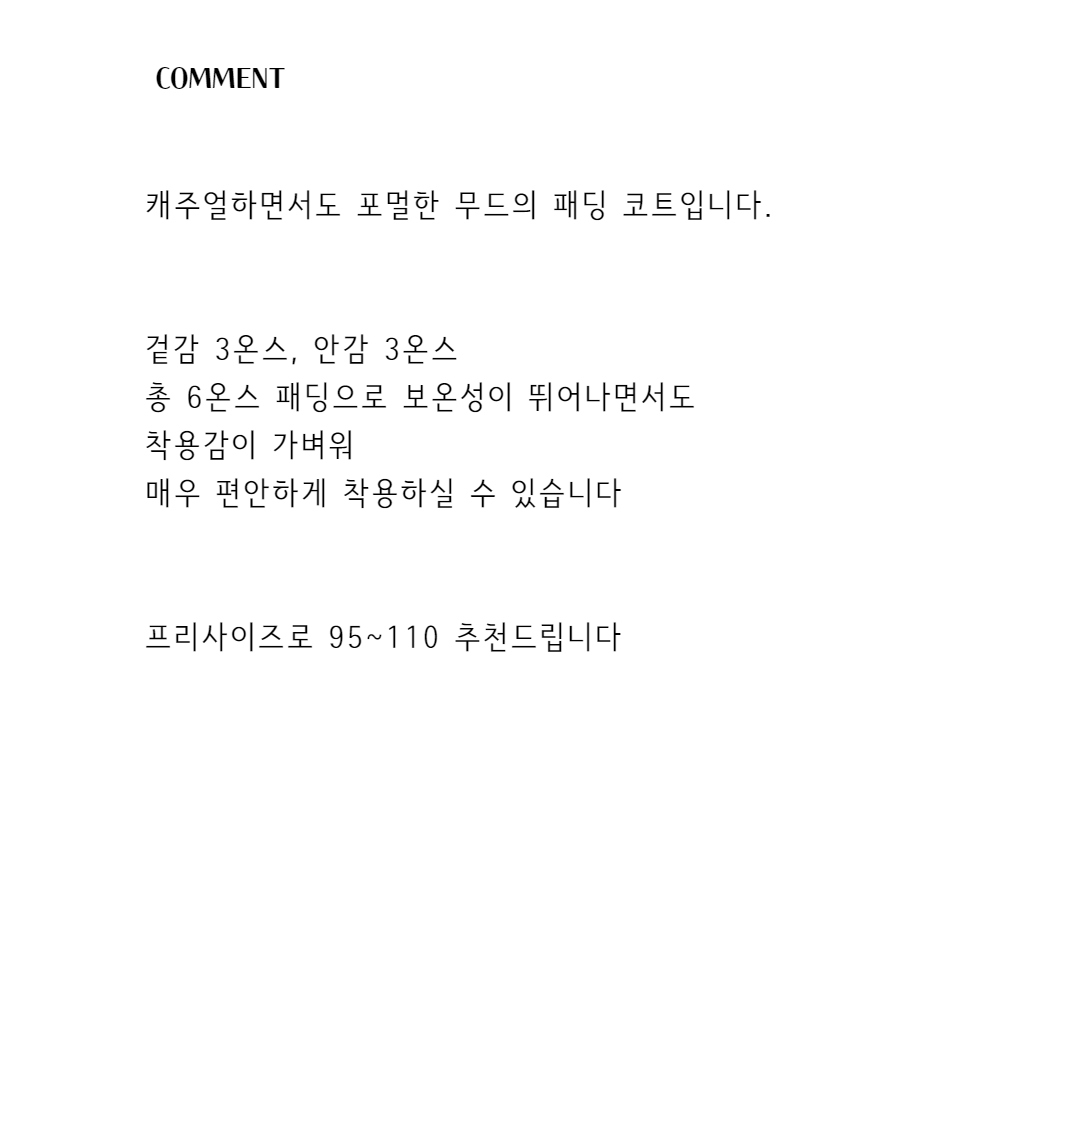 COMMENT
캐주얼하면서도 포멀한 무드의 패딩 코트입니다.
겉감 3온스, 안감 3온스
총 6온스 패딩으로 보온성이 뛰어나면서도
착용감이 가벼워
매우 편안하게 착용하실 수 있습니다
프리사이즈로 95~110 추천드립니다